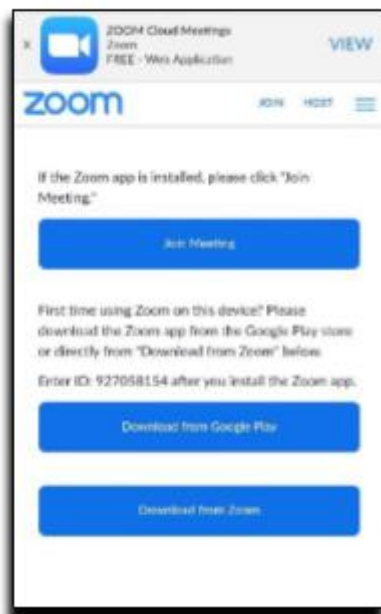 × ZOOM Cloud Meetings
Zoom
FREE - Web Application
VIEW
zoom JOIN HOST
If the Zoom app is installed, please click "Join
Meeting."
Join Meeting
First time using Zoom on this device? Please
download the Zoom app from the Google Play store
or directly from "Download from Zoom" below.
Enter ID: 927058154 after you install the Zoom app.
Download from Google Play
Download from Zoom